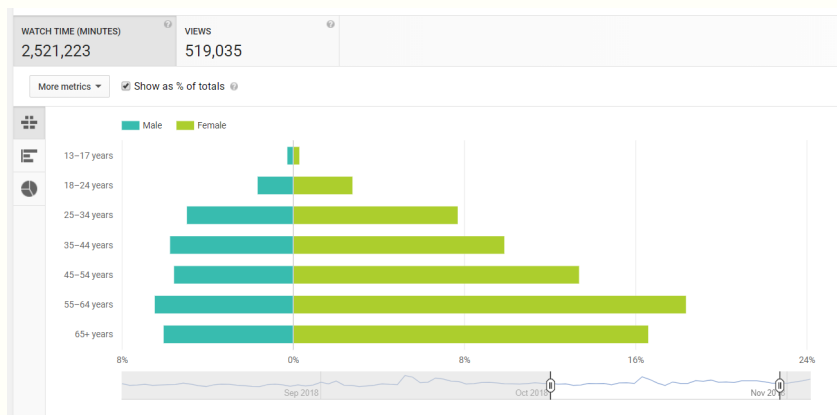 WATCH TIME (MINUTES)
2,521,223
VIEWS
519,035
More metrics
Show as % of totals
Male Female
13–17 years
18–24 years
25–34 years
35–44 years
45–54 years
55–64 years
65+ years
8% 0% 8% 16% 24%
Sep 2018 Oct 2018 Nov 2018